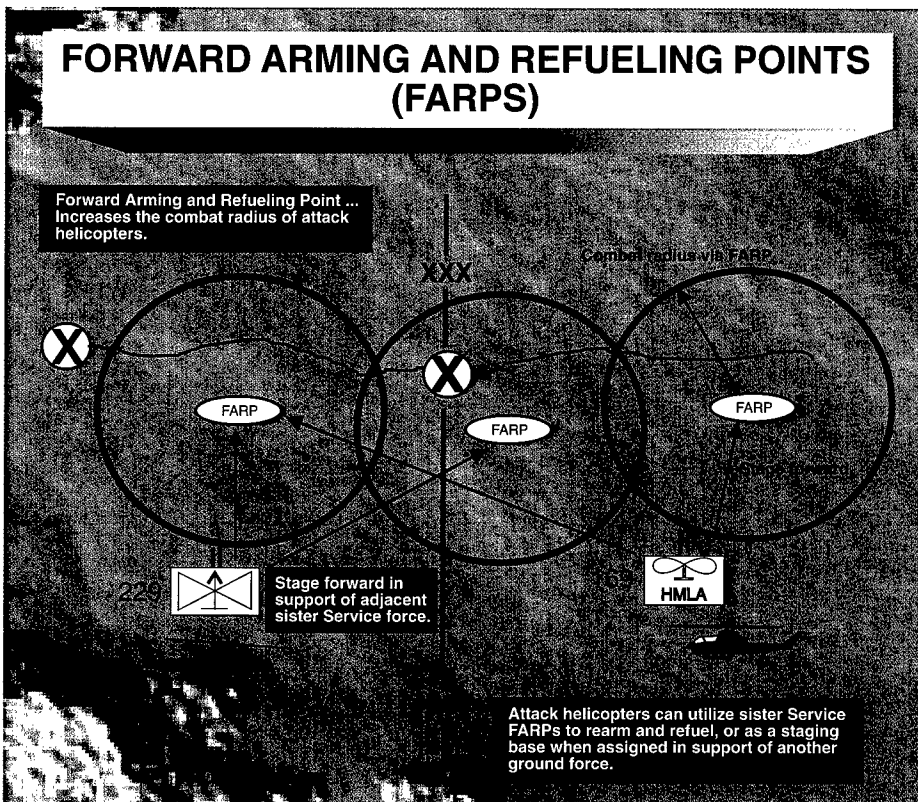 FORWARD ARMING AND REFUELING POINTS
(FARPS)
Forward Arming and Refueling Point ...
Increases the combat radius of attack
helicopters.
XXX
Combat radius via FARP
X
X
FARP
FARP
FARP
229
Stage forward in
support of adjacent
sister Service force.
HMLA
Attack helicopters can utilize sister Service
FARPs to rearm and refuel, or as a staging
base when assigned in support of another
ground force.